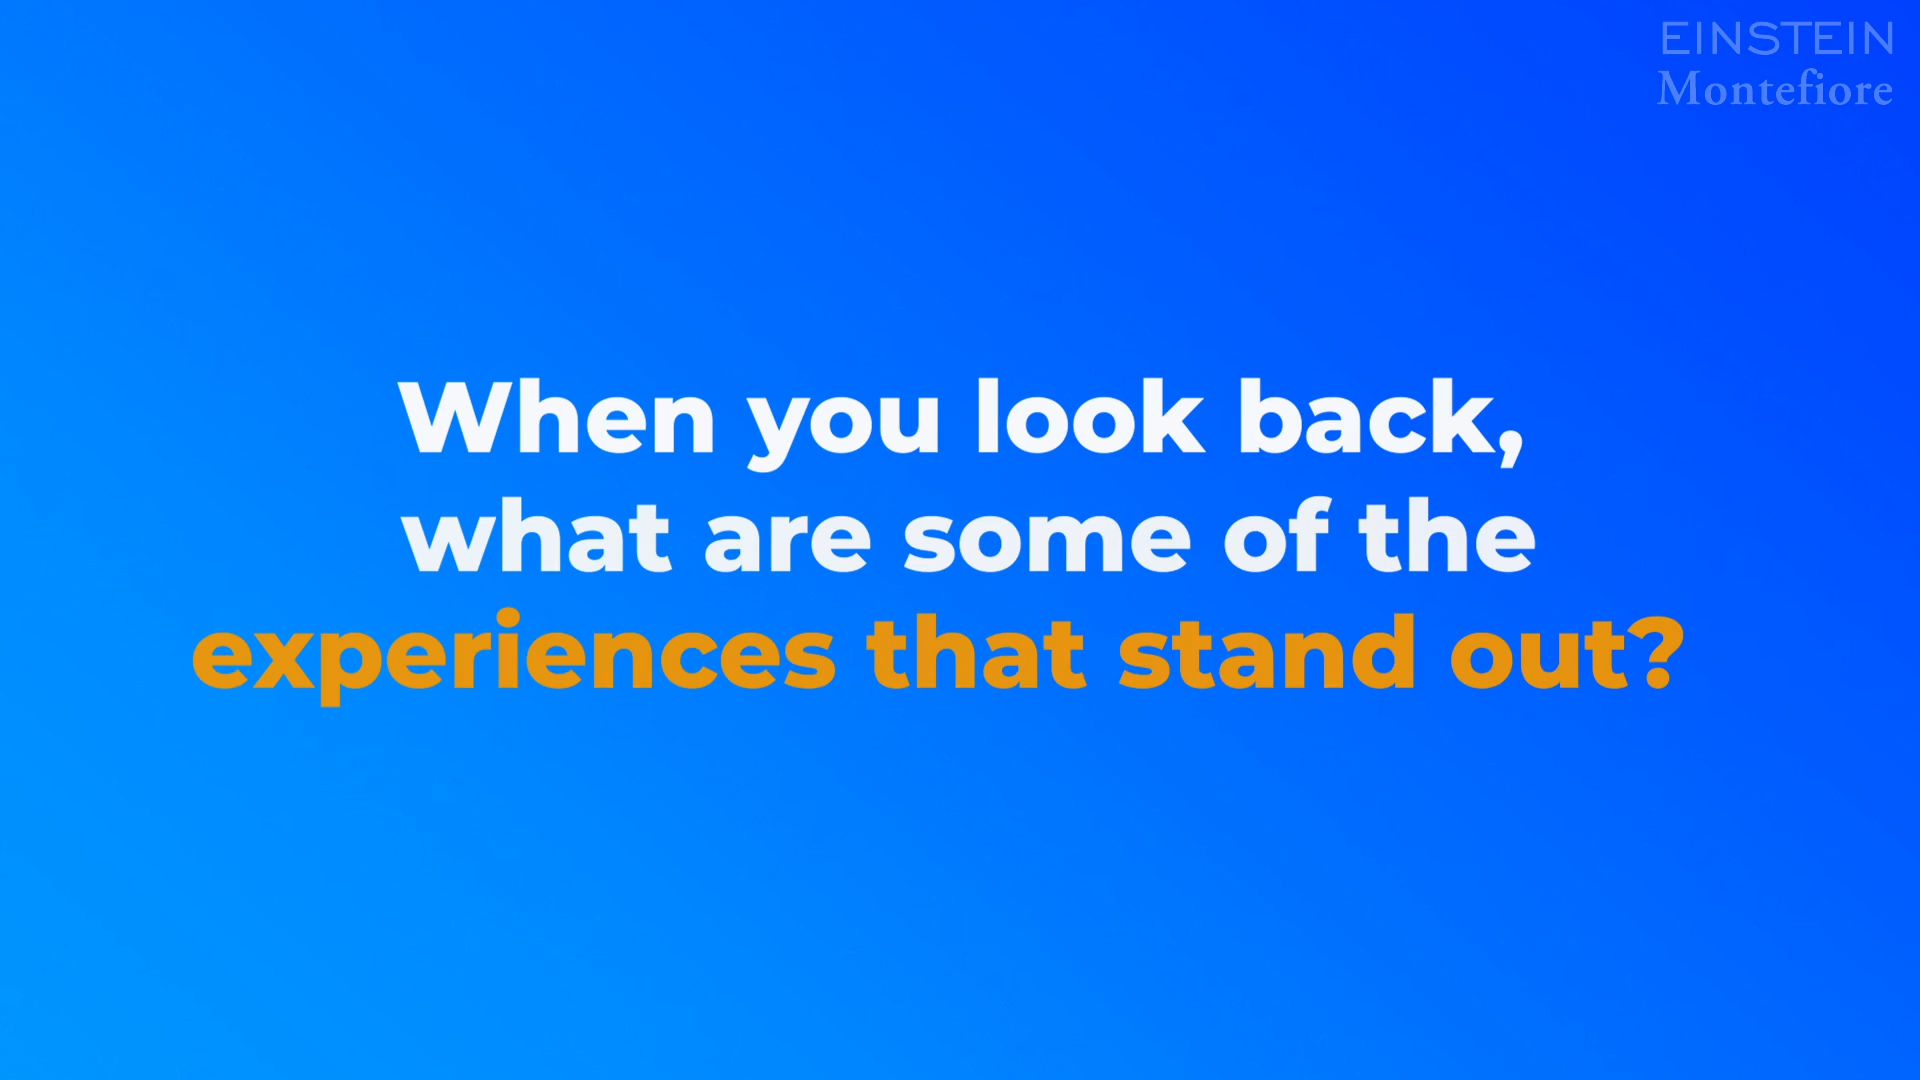 EINSTEIN
Montefiore
When you look back,
what are some of the
experiences that stand out?